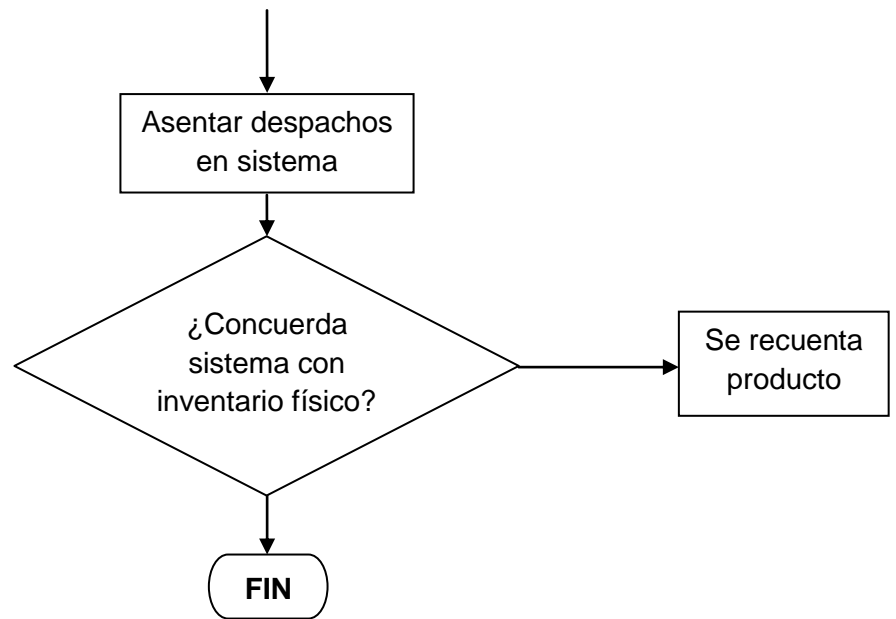 Asentar despachos
en sistema
¿Concuerda
sistema con
inventario físico?
Se recuenta
producto
FIN